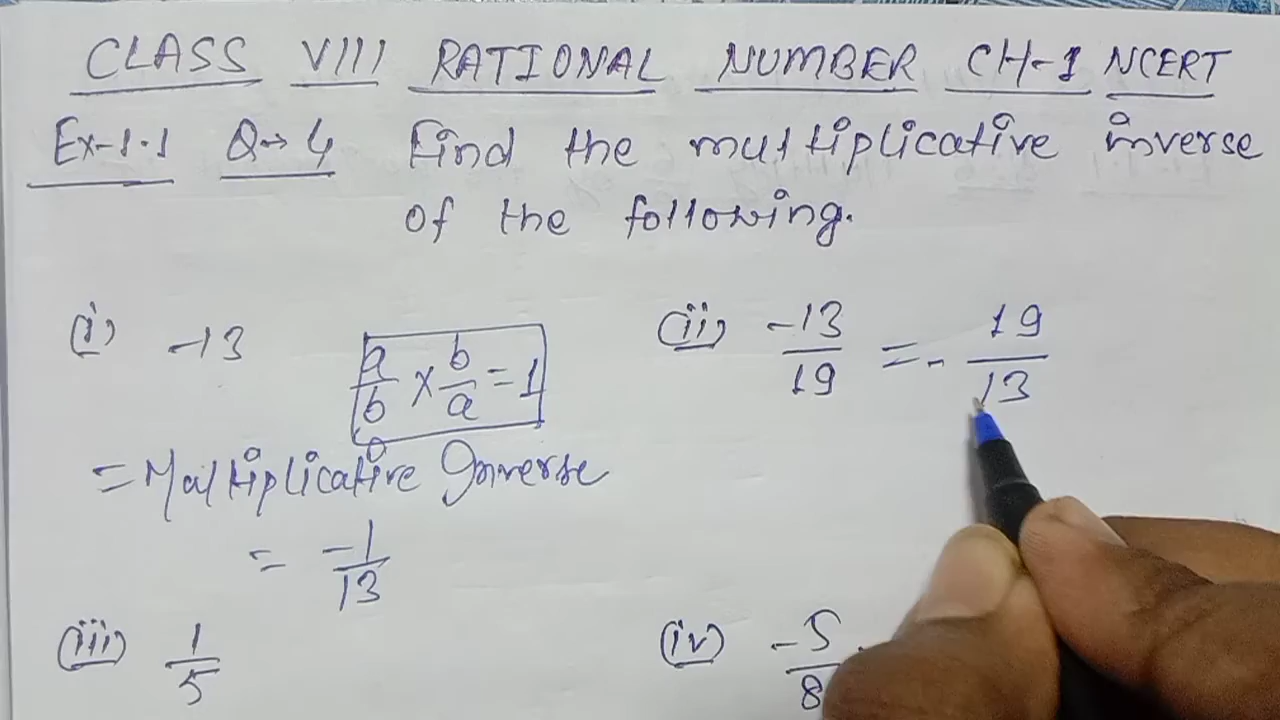 CLASS VIII RATIONAL NUMBER CH-1 NCERT
Ex-1.1 Q→4 Find the multiplicative inverse
of the following.
(i) -13
a/b × b/a = 1
= Multiplicative Inverse
= -1/13
(ii) -13/19 = - 19/13
(iii) 1/5
(iv) -5/8